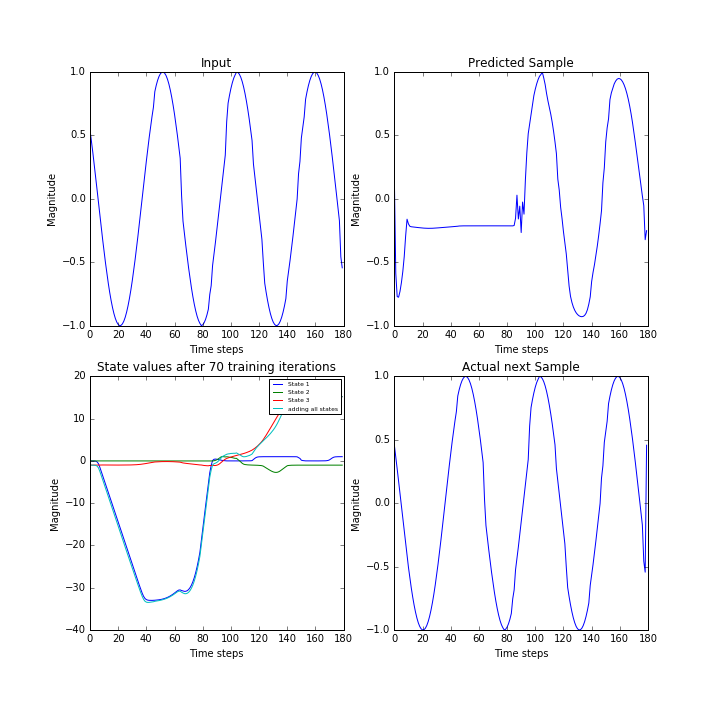 Input
Magnitude
1.0
0.5
0.0
−0.5
−1.0
0 20 40 60 80 100 120 140 160 180
Time steps
Predicted Sample
Magnitude
1.0
0.5
0.0
−0.5
−1.0
0 20 40 60 80 100 120 140 160 180
Time steps
State values after 70 training iterations
Magnitude
20
10
0
−10
−20
−30
−40
State 1
State 2
State 3
adding all states
0 20 40 60 80 100 120 140 160 180
Time steps
Actual next Sample
Magnitude
1.0
0.5
0.0
−0.5
−1.0
0 20 40 60 80 100 120 140 160 180
Time steps